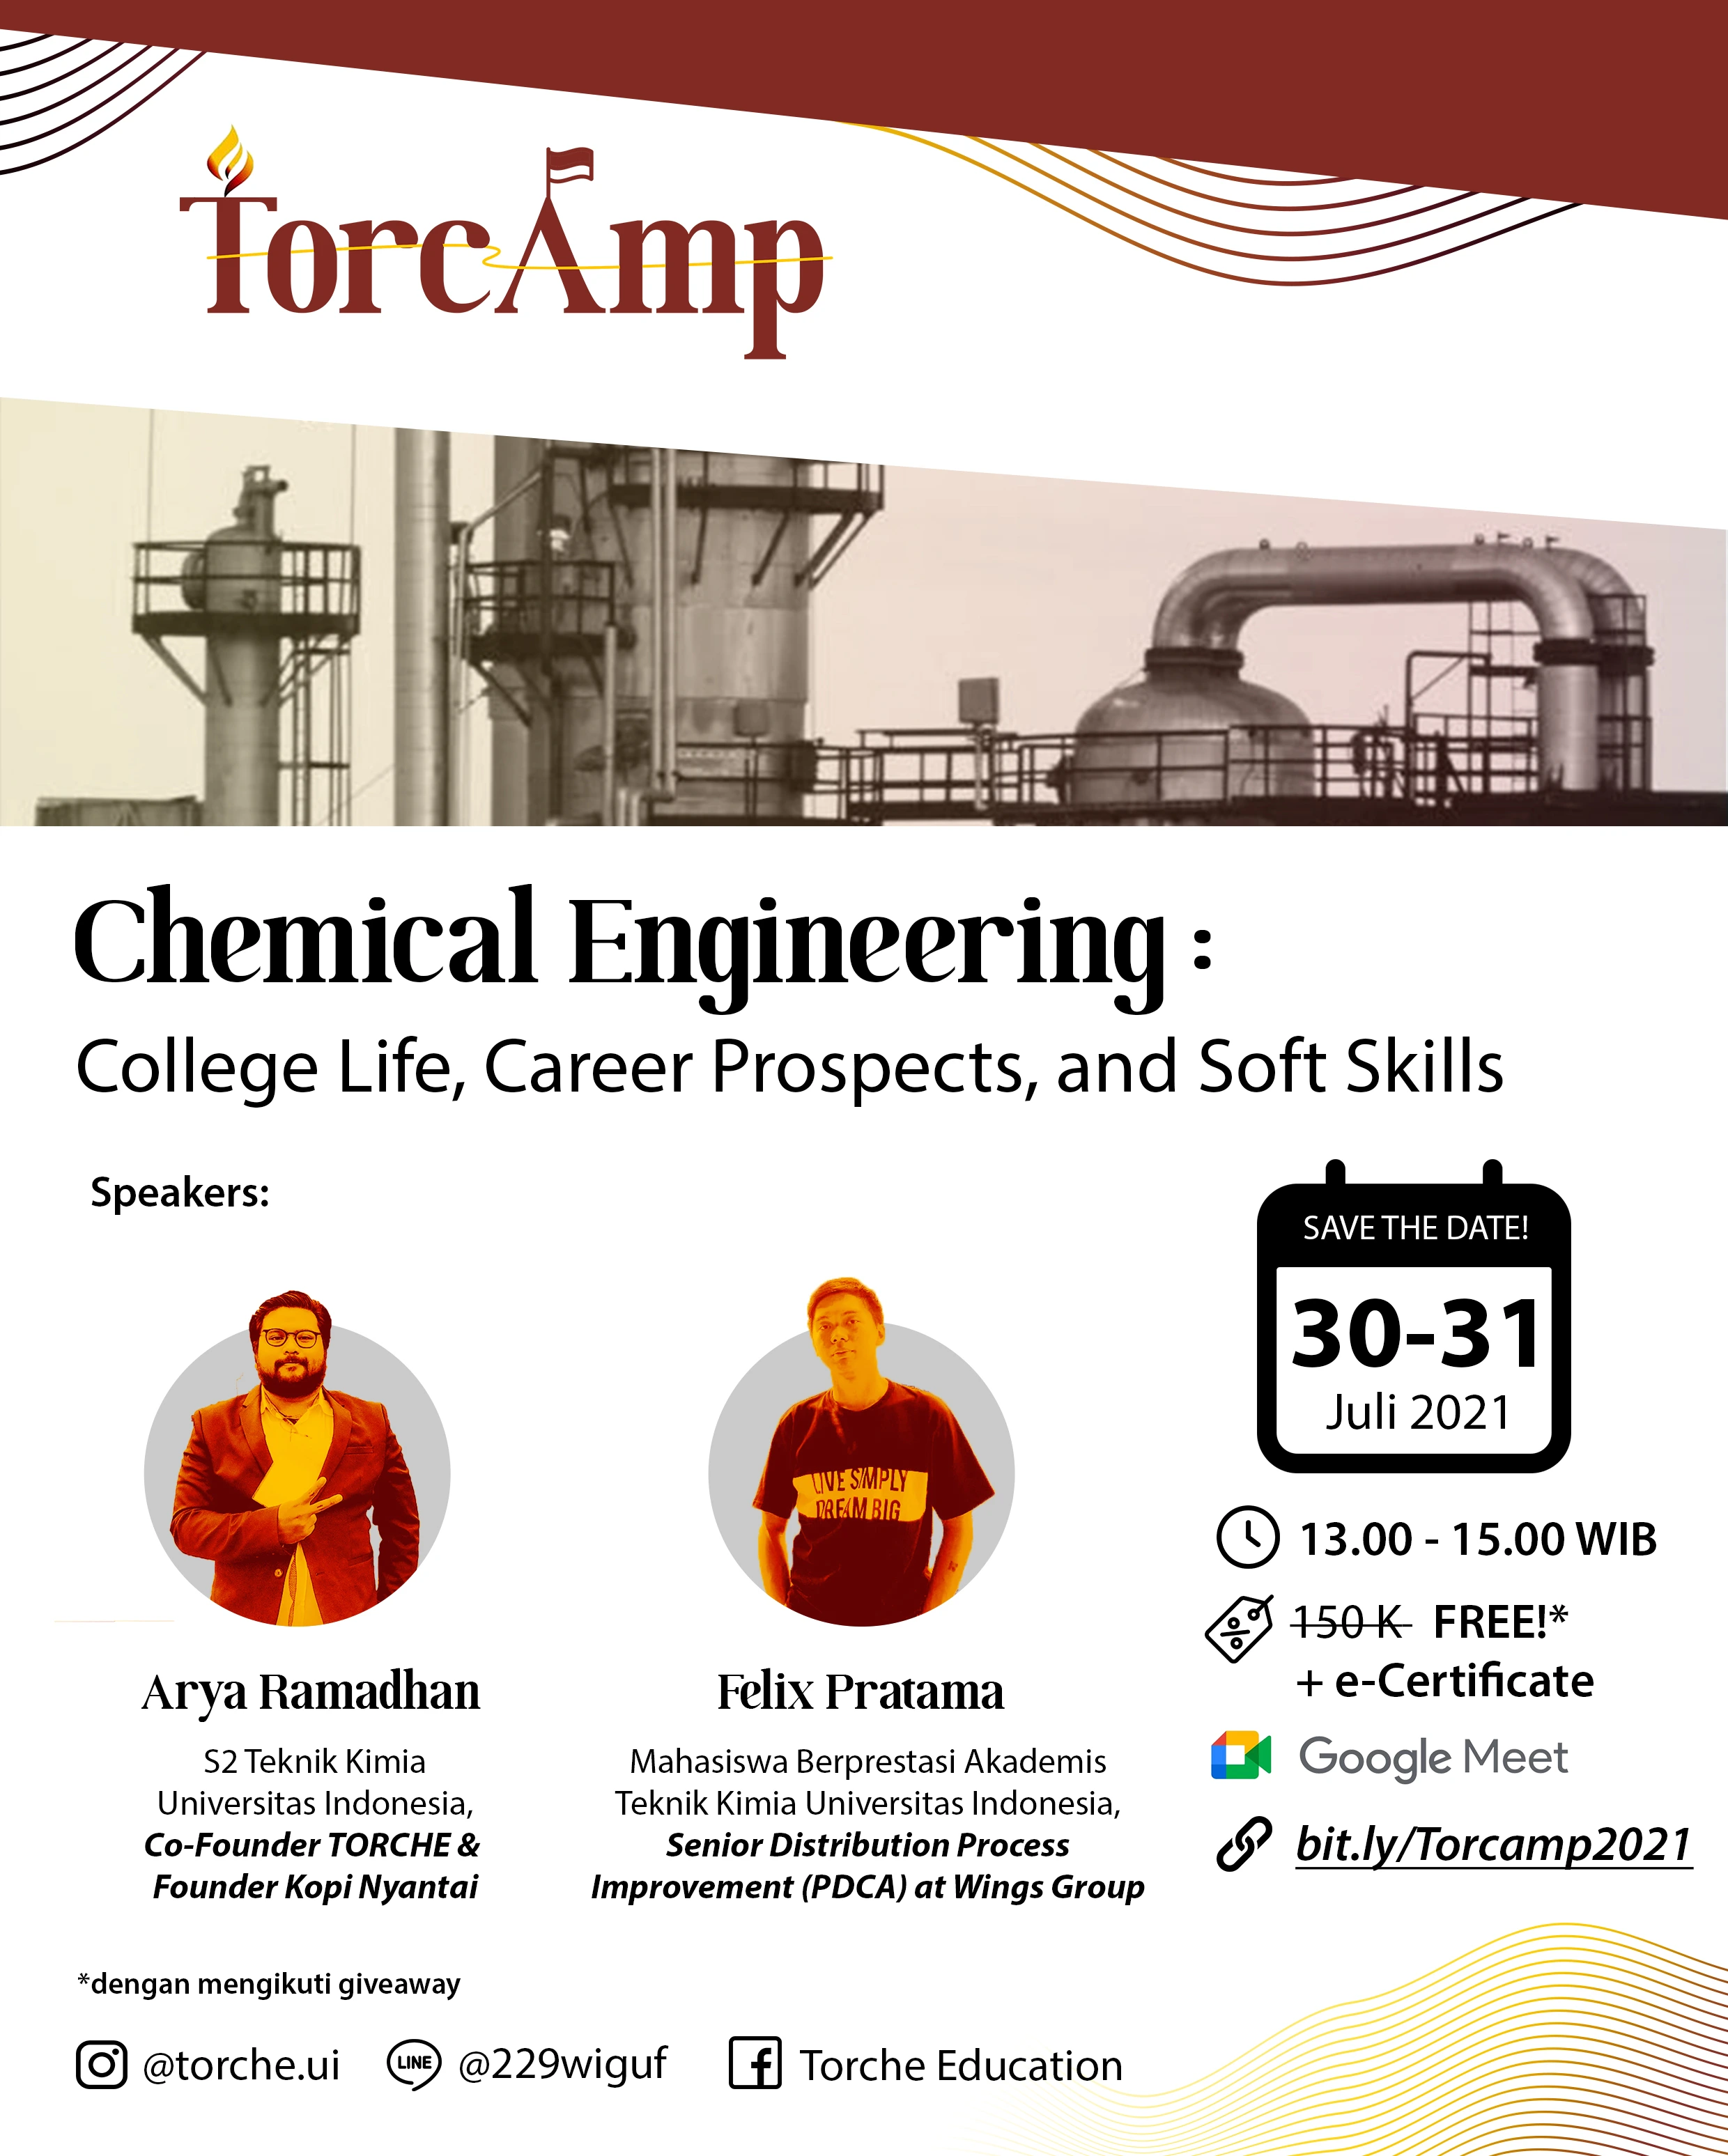 TorcAmp
Chemical Engineering :
College Life, Career Prospects, and Soft Skills
Speakers:
LIVE SIMPLY
DREAM BIG
Arya Ramadhan
S2 Teknik Kimia
Universitas Indonesia,
Co-Founder TORCHE &
Founder Kopi Nyantai
Felix Pratama
Mahasiswa Berprestasi Akademis
Teknik Kimia Universitas Indonesia,
Senior Distribution Process
Improvement (PDCA) at Wings Group
SAVE THE DATE!
30-31
Juli 2021
13.00 - 15.00 WIB
150 K FREE!*
+ e-Certificate
Google Meet
bit.ly/Torcamp2021
*dengan mengikuti giveaway
@torche.ui
LINE @229wiguf
Torche Education